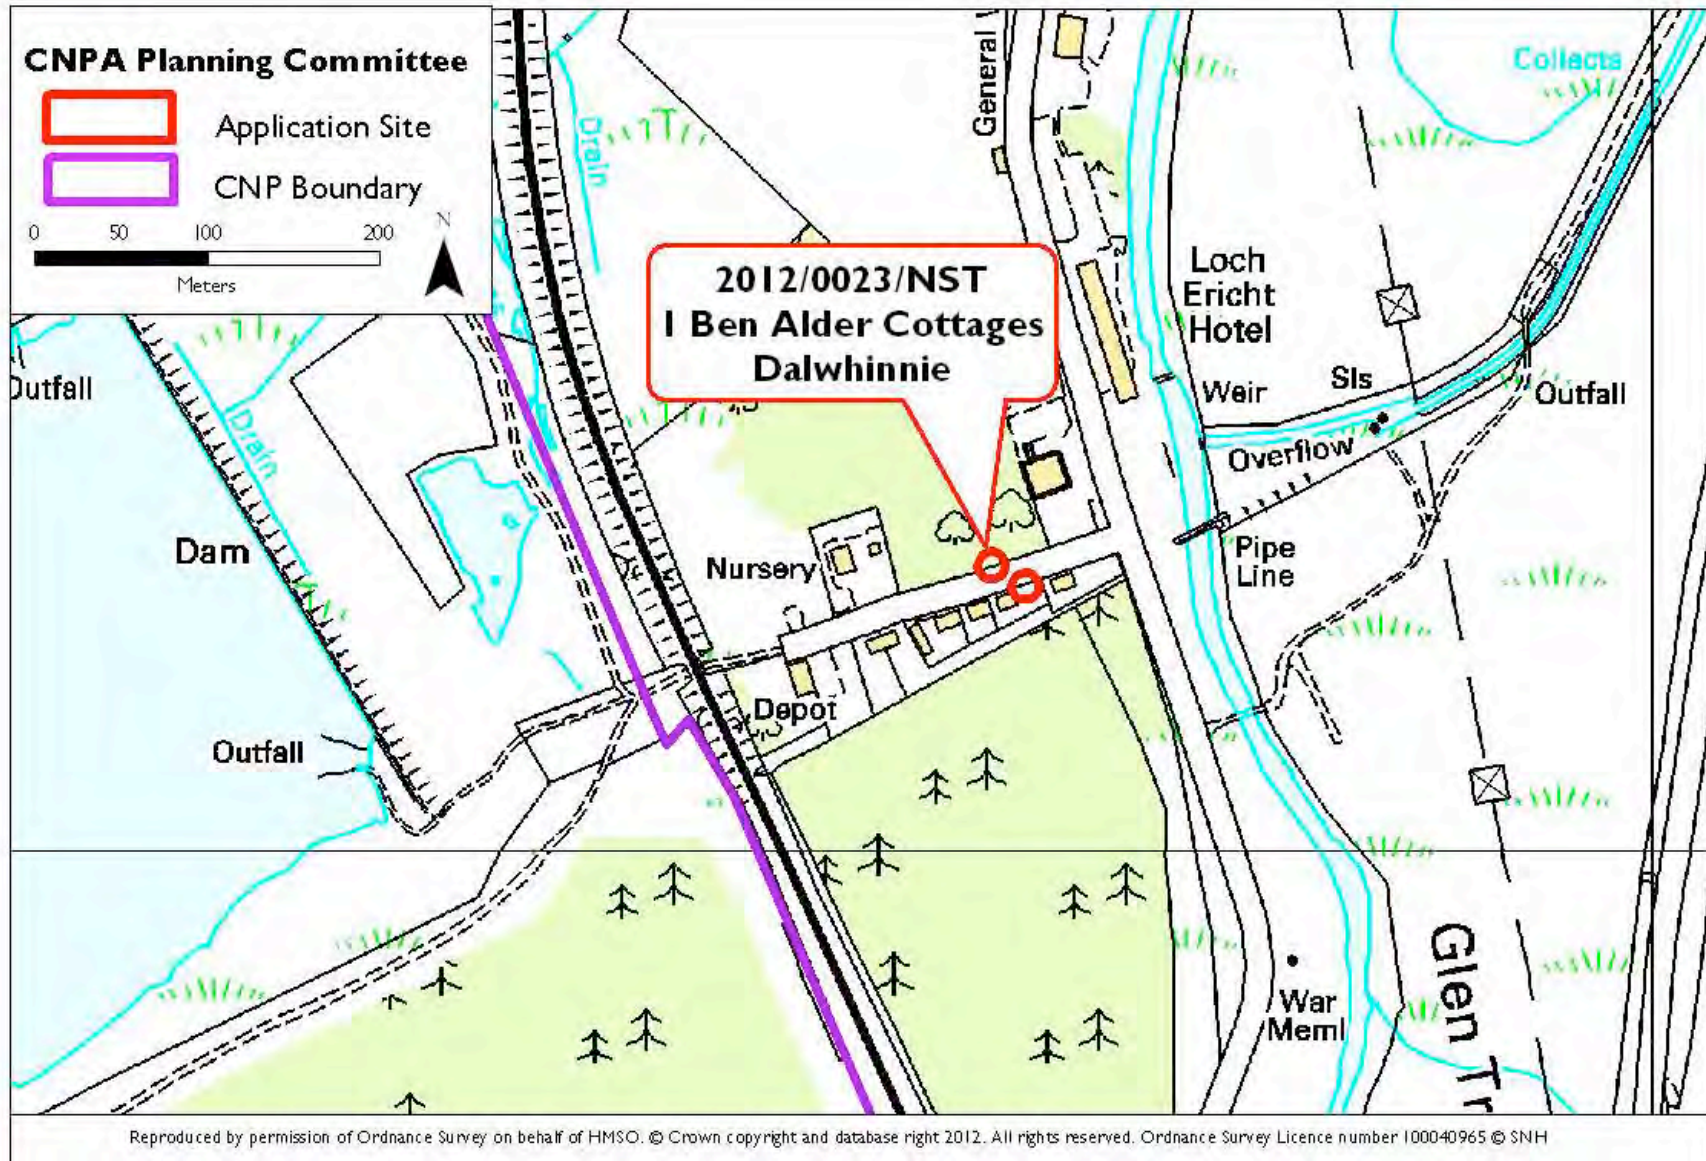 CNPA Planning Committee
Application Site
CNP Boundary
0 50 100 200
N
Meters
General
Drain
Collects
2012/0023/NST
1 Ben Alder Cottages
Dalwhinnie
Loch
Ericht
Hotel
Weir
Sls
Outfall
Overflow
Outfall
Drain
Dam
Nursery
Pipe
Line
Depot
Outfall
War
Meml
Glen Tr
Reproduced by permission of Ordnance Survey on behalf of HMSO. © Crown copyright and database right 2012. All rights reserved. Ordnance Survey Licence number 100040965 © SNH